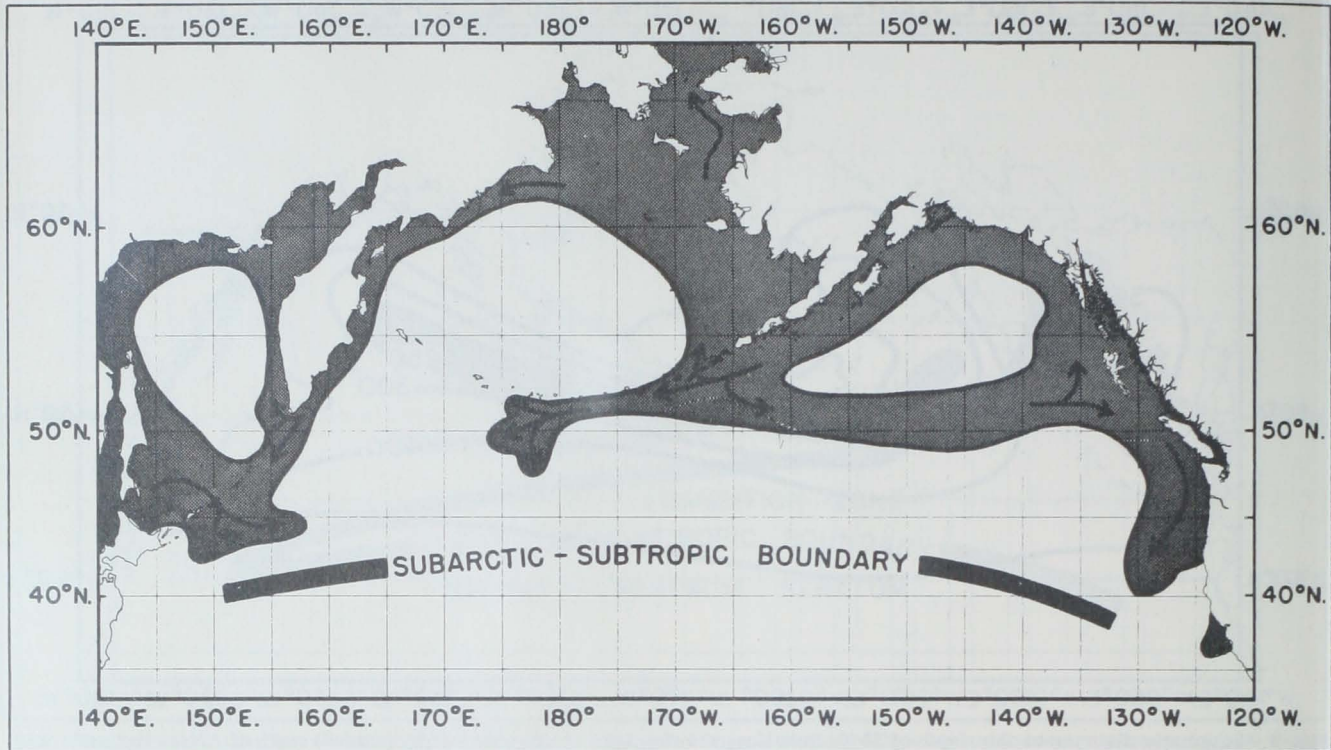 140°E. 150°E. 160°E. 170°E. 180° 170°W. 160°W. 150°W. 140°W. 130°W. 120°W.
60°N. 60°N.
50°N. 50°N.
SUBARCTIC - SUBTROPIC BOUNDARY
40°N. 40°N.
140°E. 150°E. 160°E. 170°E. 180° 170°W. 160°W. 150°W. 140°W. 130°W. 120°W.